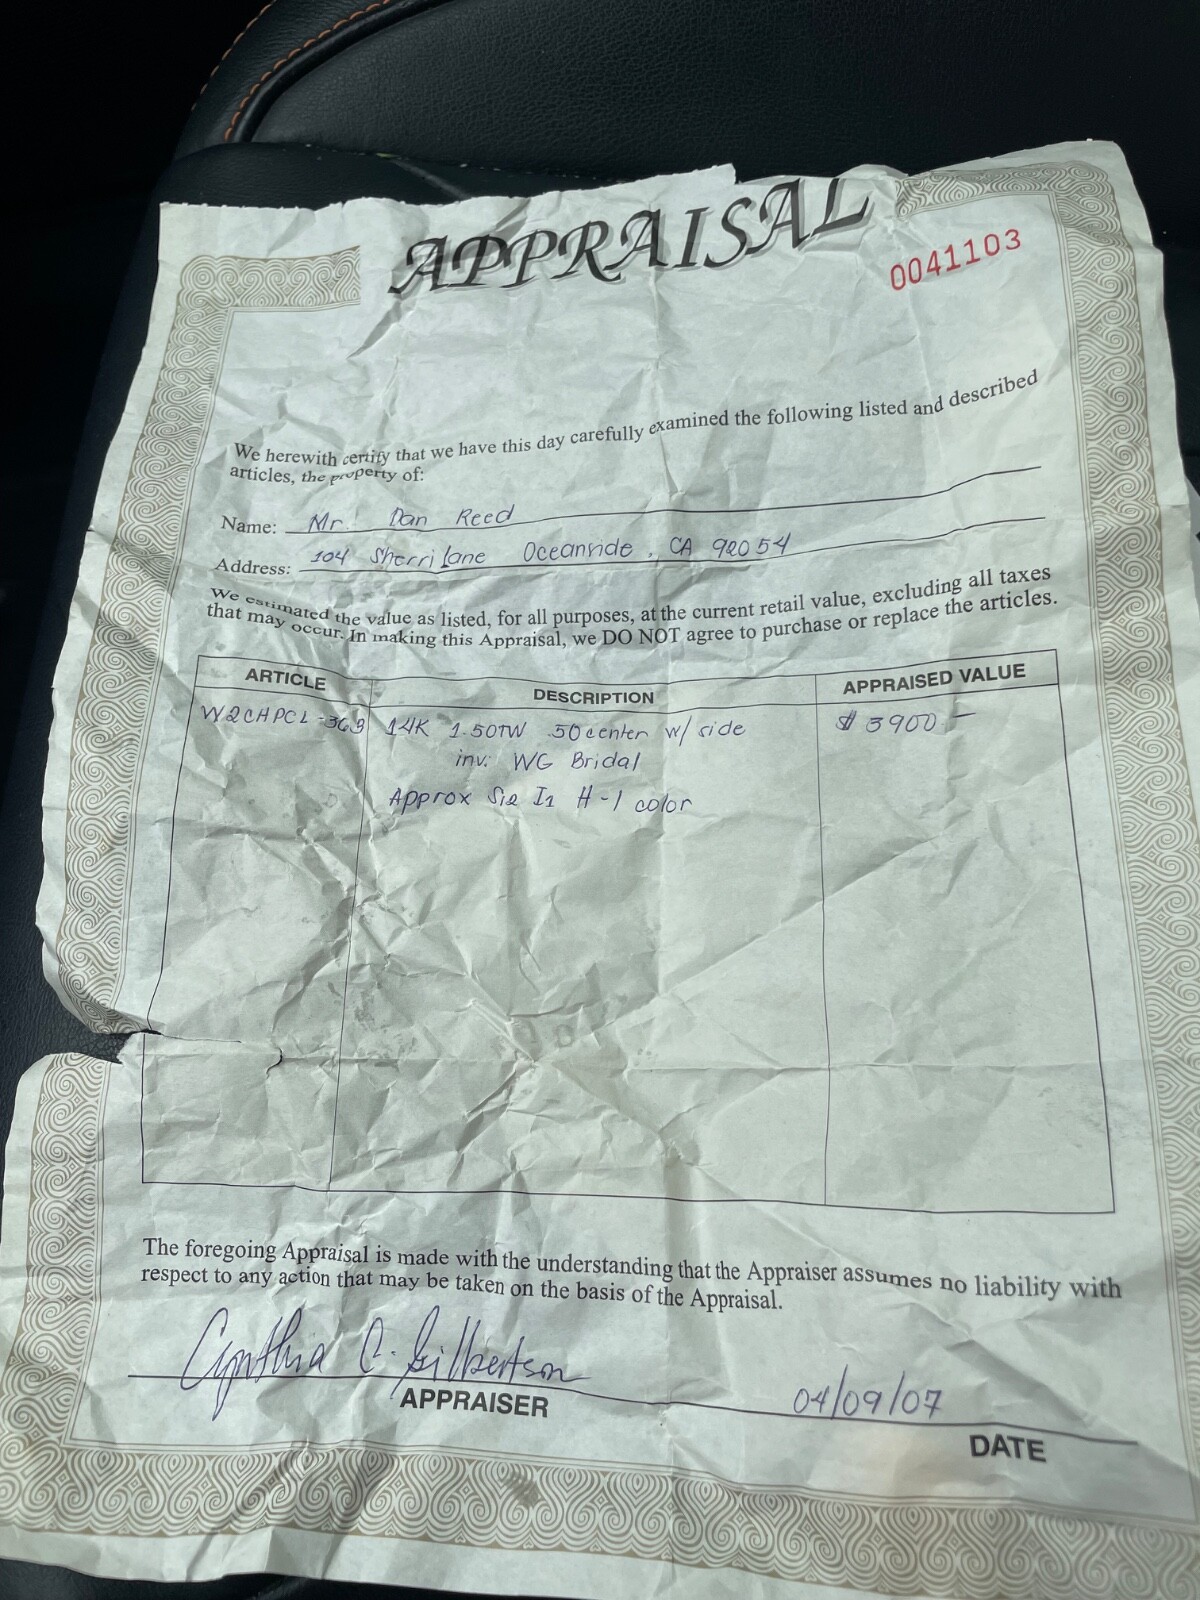 APPRAISAL
0041103
We herewith certify that we have this day carefully examined the following listed and described
articles, the property of:
Name: Mr. Dan Reed
Address: 104 Sherri Lane Oceanside, CA 92054
We estimated the value as listed, for all purposes, at the current retail value, excluding all taxes
that may occur. In making this Appraisal, we DO NOT agree to purchase or replace the articles.
ARTICLE DESCRIPTION APPRAISED VALUE
W2CHPCL-369 14K 1.50TW .50center w/ side $ 3900 —
inv. WG Bridal
Approx SI2 I1 H-I color
The foregoing Appraisal is made with the understanding that the Appraiser assumes no liability with
respect to any action that may be taken on the basis of the Appraisal.
Cynthia C. Gilbertson 04/09/07
APPRAISER DATE